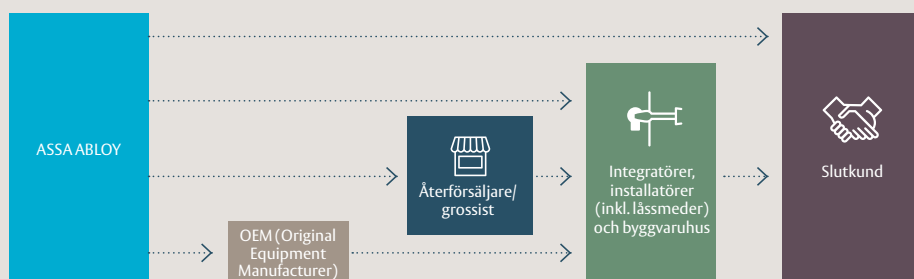 ASSA ABLOY
OEM (Original
Equipment
Manufacturer)
Återförsäljare/
grossist
Integratörer,
installatörer
(inkl. låssmeder)
och byggvaruhus
Slutkund